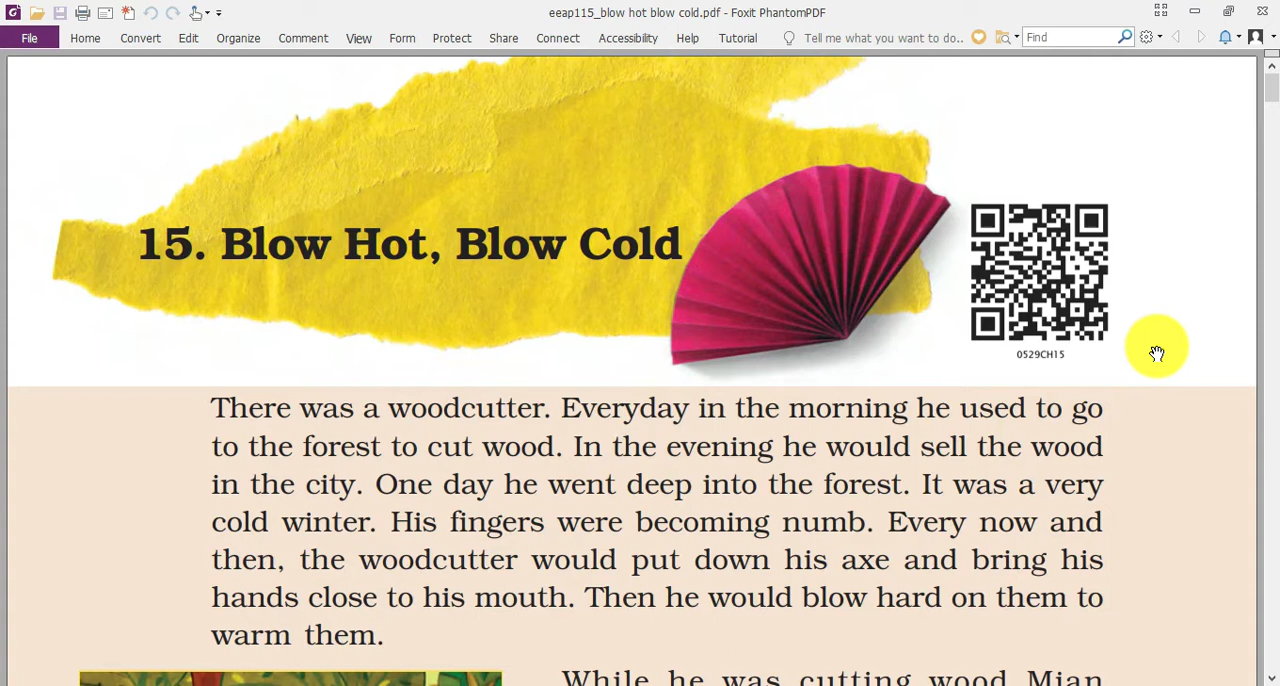 eeap115_blow hot blow cold.pdf - Foxit PhantomPDF
File Home Convert Edit Organize Comment View Form Protect Share Connect Accessibility Help Tutorial Tell me what you want to do.. Find
15. Blow Hot, Blow Cold
0529CH15
There was a woodcutter. Everyday in the morning he used to go
to the forest to cut wood. In the evening he would sell the wood
in the city. One day he went deep into the forest. It was a very
cold winter. His fingers were becoming numb. Every now and
then, the woodcutter would put down his axe and bring his
hands close to his mouth. Then he would blow hard on them to
warm them.
While he was cutting wood Mian